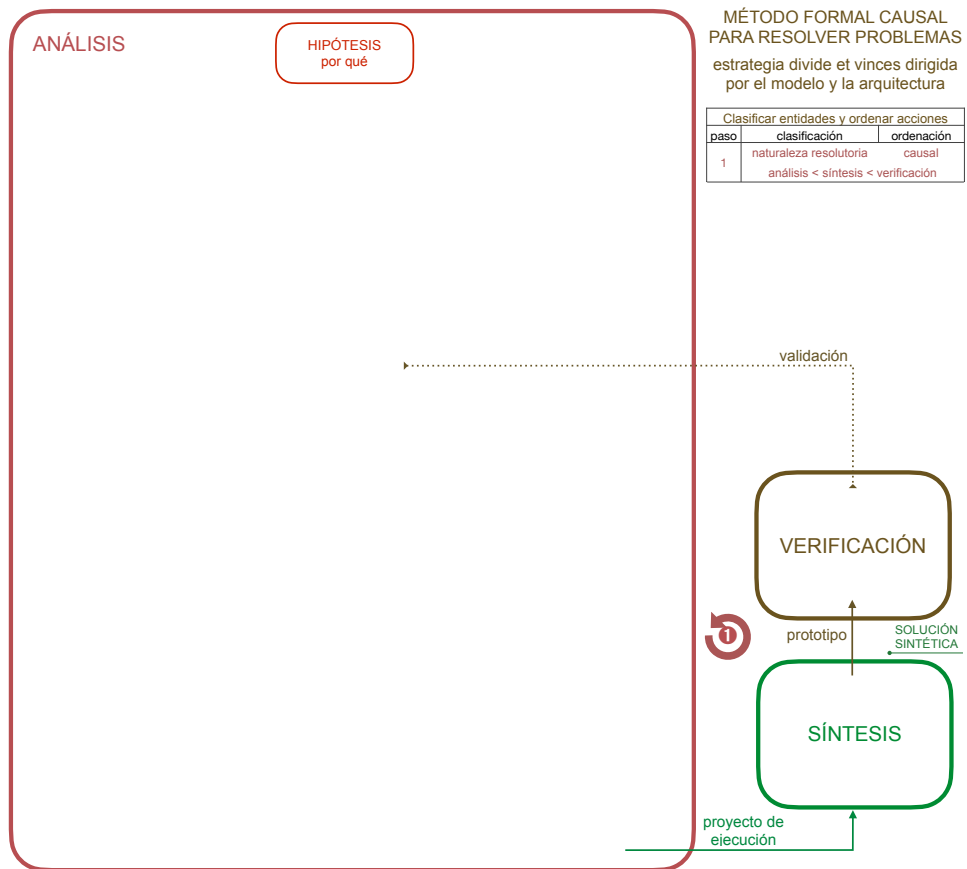 ANÁLISIS
HIPÓTESIS
por qué
MÉTODO FORMAL CAUSAL
PARA RESOLVER PROBLEMAS
estrategia divide et vinces dirigida
por el modelo y la arquitectura
Clasificar entidades y ordenar acciones
paso clasificación ordenación
1 naturaleza resolutoria causal
análisis < síntesis < verificación
validación
VERIFICACIÓN
1
prototipo
SOLUCIÓN
SINTÉTICA
SÍNTESIS
proyecto de
ejecución